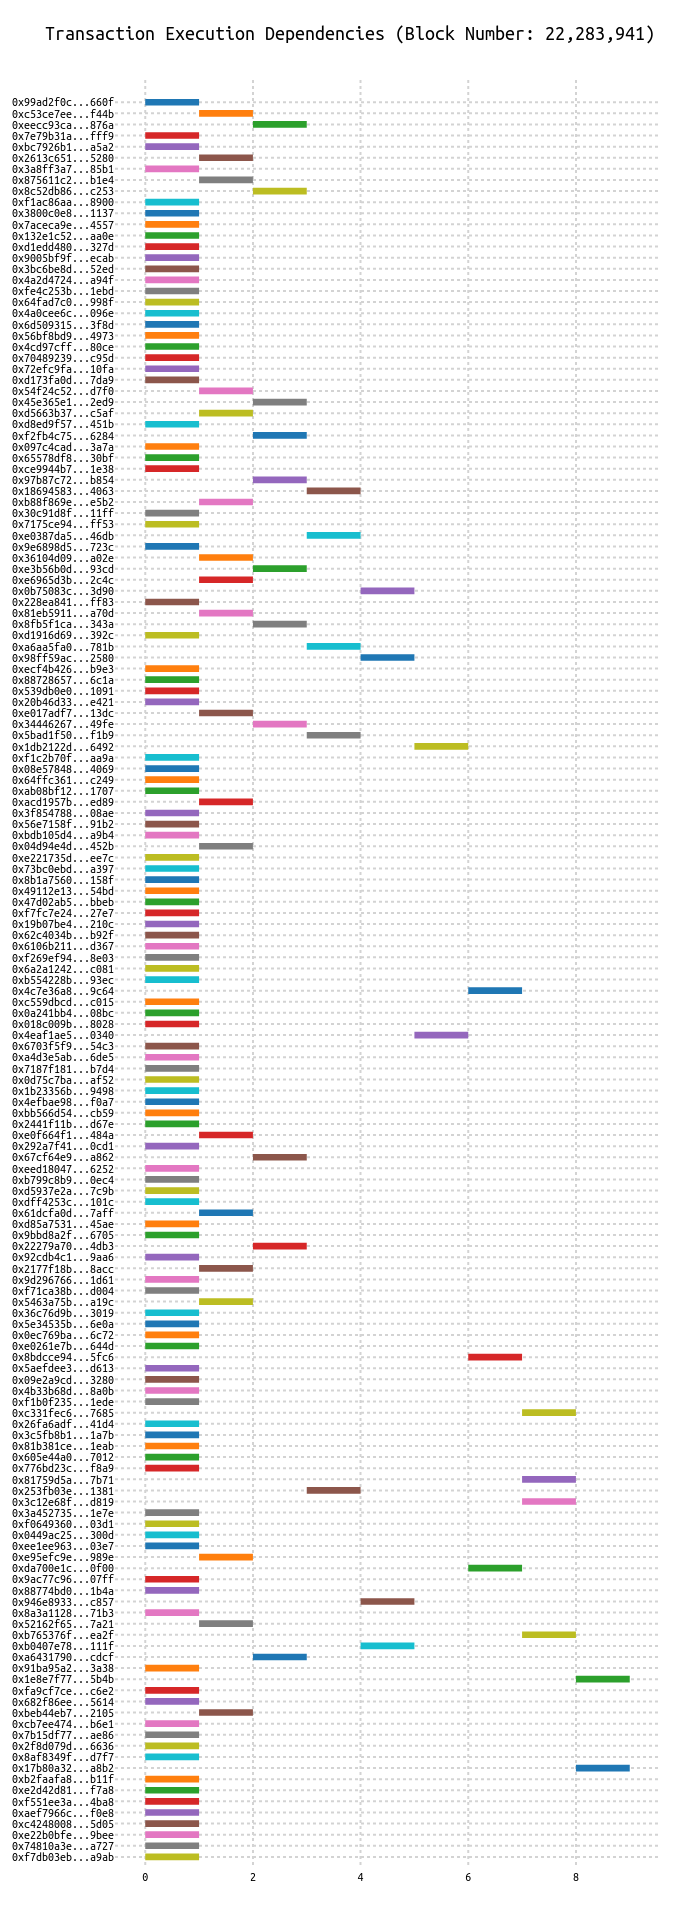 Transaction Execution Dependencies (Block Number: 22,283,941)
0x99ad2f0c...660f
0xc53ce7ee...f44b
0xeecc93ca...876a
0x7e79b31a...fff9
0xbc7926b1...a5a2
0x2613c651...5280
0x3a8ff3a7...85b1
0x875611c2...b1e4
0x8c52db86...c253
0xf1ac86aa...8900
0x3800c0e8...1137
0x7aceca9e...4557
0x132e1c52...aa0e
0xd1edd480...327d
0x9005bf9f...ecab
0x3bc6be8d...52ed
0x4a2d4724...a94f
0xfe4c253b...1ebd
0x64fad7c0...998f
0x4a0cee6c...096e
0x6d509315...3f8d
0x56bf8bd9...4973
0x4cd97cff...80ce
0x70489239...c95d
0x72efc9fa...10fa
0xd173fa0d...7da9
0x54f24c52...d7f0
0x45e365e1...2ed9
0xd5663b37...c5af
0xd8ed9f57...451b
0xf2fb4c75...6284
0x097c4cad...3a7a
0x65578df8...30bf
0xce9944b7...1e38
0x97b87c72...b854
0x18694583...4063
0xb88f869e...e5b2
0x30c91d8f...11ff
0x7175ce94...ff53
0xe0387da5...46db
0x9e6898d5...723c
0x36104d09...a02e
0xe3b56b0d...93cd
0xe6965d3b...2c4c
0x0b75083c...3d90
0x228ea841...ff83
0x81eb5911...a70d
0x8fb5f1ca...343a
0xd1916d69...392c
0xa6aa5fa0...781b
0x98ff59ac...2580
0xecf4b426...b9e3
0x88728657...6c1a
0x539db0e0...1091
0x20b46d33...e421
0xe017adf7...13dc
0x34446267...49fe
0x5bad1f50...f1b9
0x1db2122d...6492
0xf1c2b70f...aa9a
0x08e57848...4069
0x64ffc361...c249
0xab08bf12...1707
0xacd1957b...ed89
0x3f854788...08ae
0x56e7158f...91b2
0xbdb105d4...a9b4
0x04d94e4d...452b
0xe221735d...ee7c
0x73bc0ebd...a397
0x8b1a7560...158f
0x49112e13...54bd
0x47d02ab5...bbeb
0xf7fc7e24...27e7
0x19b07be4...210c
0x62c4034b...b92f
0x6106b211...d367
0xf269ef94...8e03
0x6a2a1242...c081
0xb554228b...93ec
0x4c7e36a8...9c64
0xc559dbcd...c015
0x0a241bb4...08bc
0x018c009b...8028
0x4eaf1ae5...0340
0x6703f5f9...54c3
0xa4d3e5ab...6de5
0x7187f181...b7d4
0x0d75c7ba...af52
0x1b23356b...9498
0x4efbae98...f0a7
0xbb566d54...cb59
0x2441f11b...d67e
0xe0f664f1...484a
0x292a7f41...0cd1
0x67cf64e9...a862
0xeed18047...6252
0xb799c8b9...0ec4
0xd5937e2a...7c9b
0xdff4253c...101c
0x61dcfa0d...7aff
0xd85a7531...45ae
0x9bbd8a2f...6705
0x22279a70...4db3
0x92cdb4c1...9aa6
0x2177f18b...8acc
0x9d296766...1d61
0xf71ca38b...d004
0x5463a75b...a19c
0x36c76d9b...3019
0x5e34535b...6e0a
0x0ec769ba...6c72
0xe0261e7b...644d
0x8bdcce94...5fc6
0x5aefdee3...d613
0x09e2a9cd...3280
0x4b33b68d...8a0b
0xf1b0f235...1ede
0xc331fec6...7685
0x26fa6adf...41d4
0x3c5fb8b1...1a7b
0x81b381ce...1eab
0x605e44a0...7012
0x776bd23c...f8a9
0x81759d5a...7b71
0x253fb03e...1381
0x3c12e68f...d819
0x3a452735...1e7e
0xf0649360...03d1
0x0449ac25...300d
0xee1ee963...03e7
0xe95efc9e...989e
0xda700e1c...0f00
0x9ac77c96...07ff
0x88774bd0...1b4a
0x946e8933...c857
0x8a3a1128...71b3
0x52162f65...7a21
0xb765376f...ea2f
0xb0407e78...111f
0xa6431790...cdcf
0x91ba95a2...3a38
0x1e8e7f77...5b4b
0xfa9cf7ce...c6e2
0x682f86ee...5614
0xbeb44eb7...2105
0xcb7ee474...b6e1
0x7b15df77...ae86
0x2f8d079d...6636
0x8af8349f...d7f7
0x17b80a32...a8b2
0xb2faafa8...b11f
0xe2d42d81...f7a8
0xf551ee3a...4ba8
0xaef7966c...f0e8
0xc4248008...5d05
0xe22b0bfe...9bee
0x74810a3e...a727
0xf7db03eb...a9ab
0 2 4 6 8